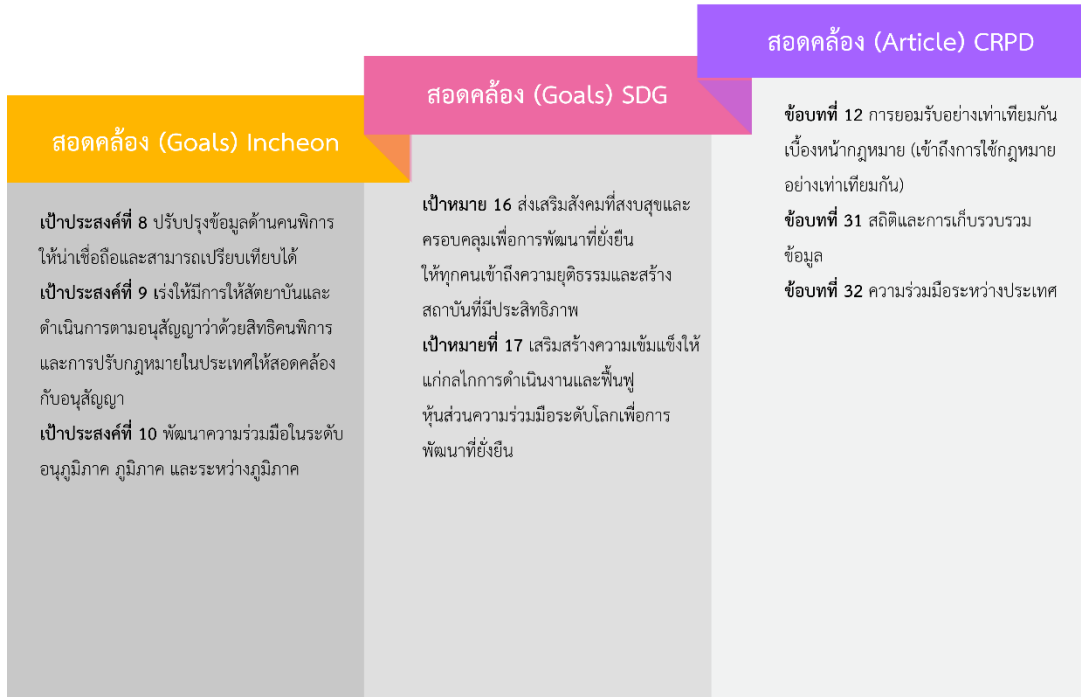 สอดคล้อง (Goals) Incheon
เป้าประสงค์ที่ 8 ปรับปรุงข้อมูลด้านคนพิการ
ให้น่าเชื่อถือและสามารถเปรียบเทียบได้
เป้าประสงค์ที่ 9 เร่งให้มีการให้สัตยาบันและ
ดำเนินการตามอนุสัญญาว่าด้วยสิทธิคนพิการ
และการปรับกฎหมายในประเทศให้สอดคล้อง
กับอนุสัญญา
เป้าประสงค์ที่ 10 พัฒนาความร่วมมือในระดับ
อนุภูมิภาค ภูมิภาค และระหว่างภูมิภาค
สอดคล้อง (Goals) SDG
เป้าหมาย 16 ส่งเสริมสังคมที่สงบสุขและ
ครอบคลุมเพื่อการพัฒนาที่ยั่งยืน
ให้ทุกคนเข้าถึงความยุติธรรมและสร้าง
สถาบันที่มีประสิทธิภาพ
เป้าหมายที่ 17 เสริมสร้างความเข้มแข็งให้
แก่กลไกการดำเนินงานและฟื้นฟู
หุ้นส่วนความร่วมมือระดับโลกเพื่อการ
พัฒนาที่ยั่งยืน
สอดคล้อง (Article) CRPD
ข้อบทที่ 12 การยอมรับอย่างเท่าเทียมกัน
เบื้องหน้ากฎหมาย (เข้าถึงการใช้กฎหมาย
อย่างเท่าเทียมกัน)
ข้อบทที่ 31 สถิติและการเก็บรวบรวม
ข้อมูล
ข้อบทที่ 32 ความร่วมมือระหว่างประเทศ